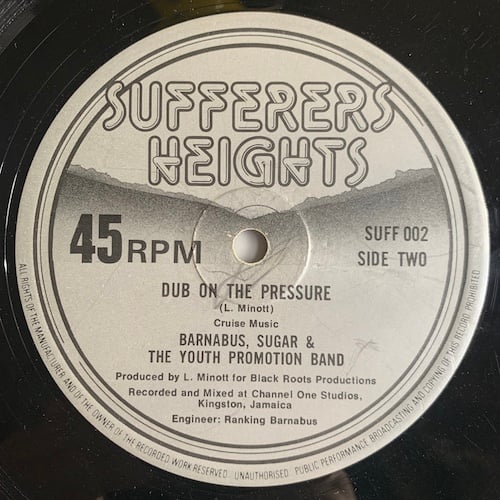 SUFFERERS
HEIGHTS
45 RPM
SUFF 002
SIDE TWO
DUB ON THE PRESSURE
(L. Minott)
Cruise Music
BARNABUS, SUGAR &
THE YOUTH PROMOTION BAND
Produced by L. Minott for Black Roots Productions
Recorded and Mixed at Channel One Studios,
Kingston, Jamaica
Engineer: Ranking Barnabus
ALL RIGHTS OF THE MANUFACTURER AND OF THE OWNER OF THE RECORDED WORK RESERVED UNAUTHORISED PUBLIC PERFORMANCE BROADCASTING AND COPYING OF THIS RECORD PROHIBITED